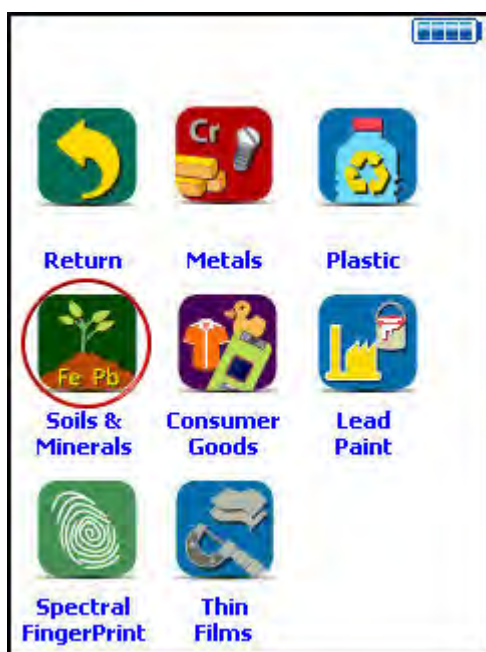 Cr
Return
Metals
Plastic
Fe Pb
Soils &
Minerals
Consumer
Goods
Lead
Paint
Spectral
FingerPrint
Thin
Films